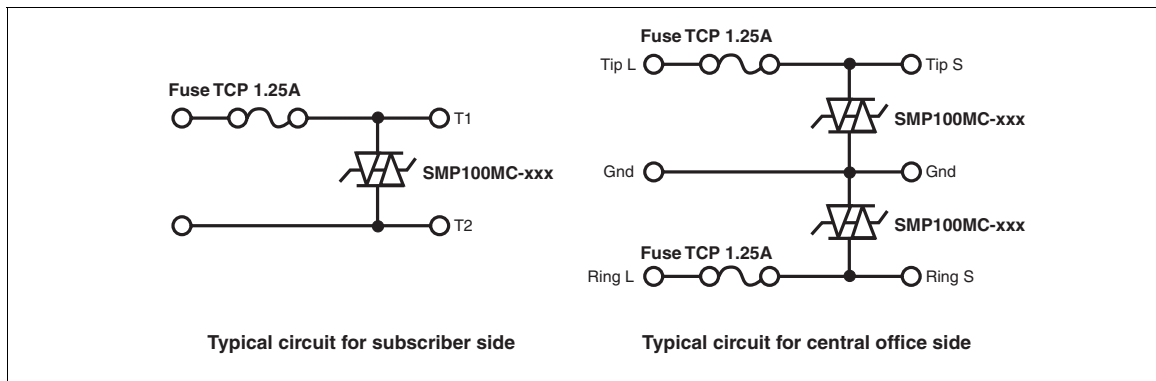 Fuse TCP 1.25A
T1
SMP100MC-xxx
T2
Typical circuit for subscriber side
Fuse TCP 1.25A
Tip L
Tip S
SMP100MC-xxx
Gnd
Gnd
SMP100MC-xxx
Fuse TCP 1.25A
Ring L
Ring S
Typical circuit for central office side